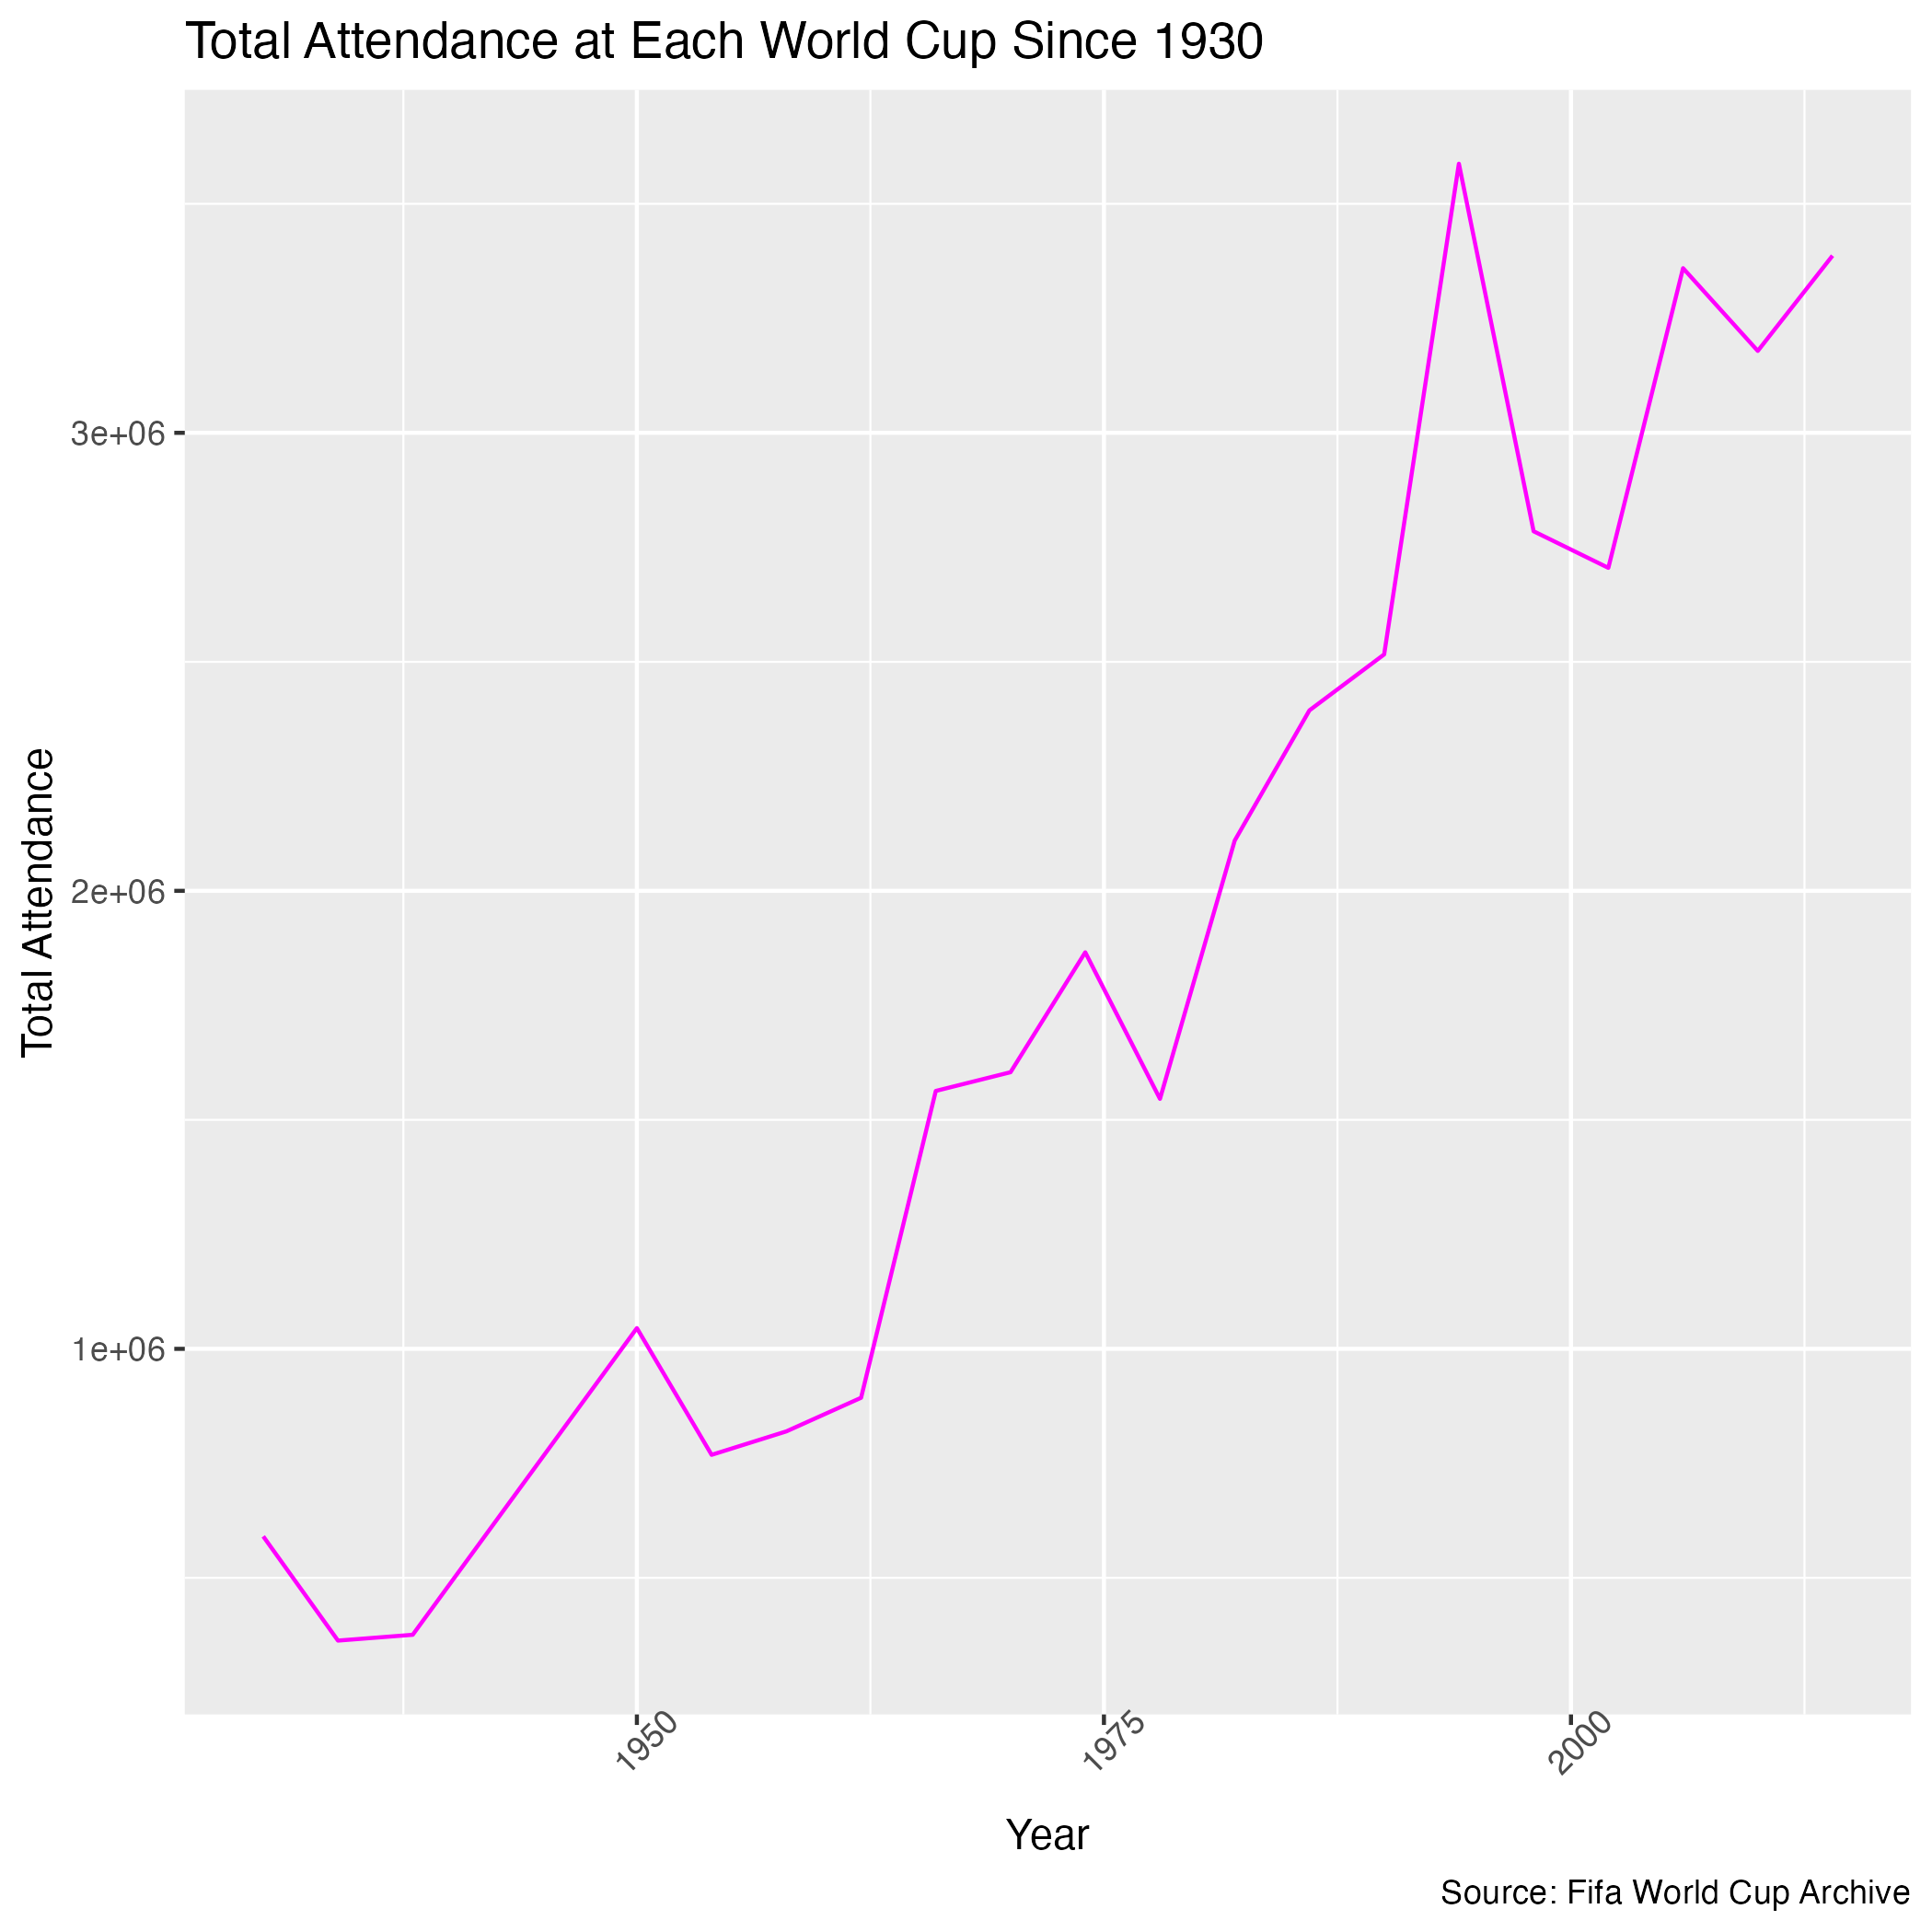 Total Attendance at Each World Cup Since 1930
Total Attendance
3e+06
2e+06
1e+06
1950
1975
2000
Year
Source: Fifa World Cup Archive